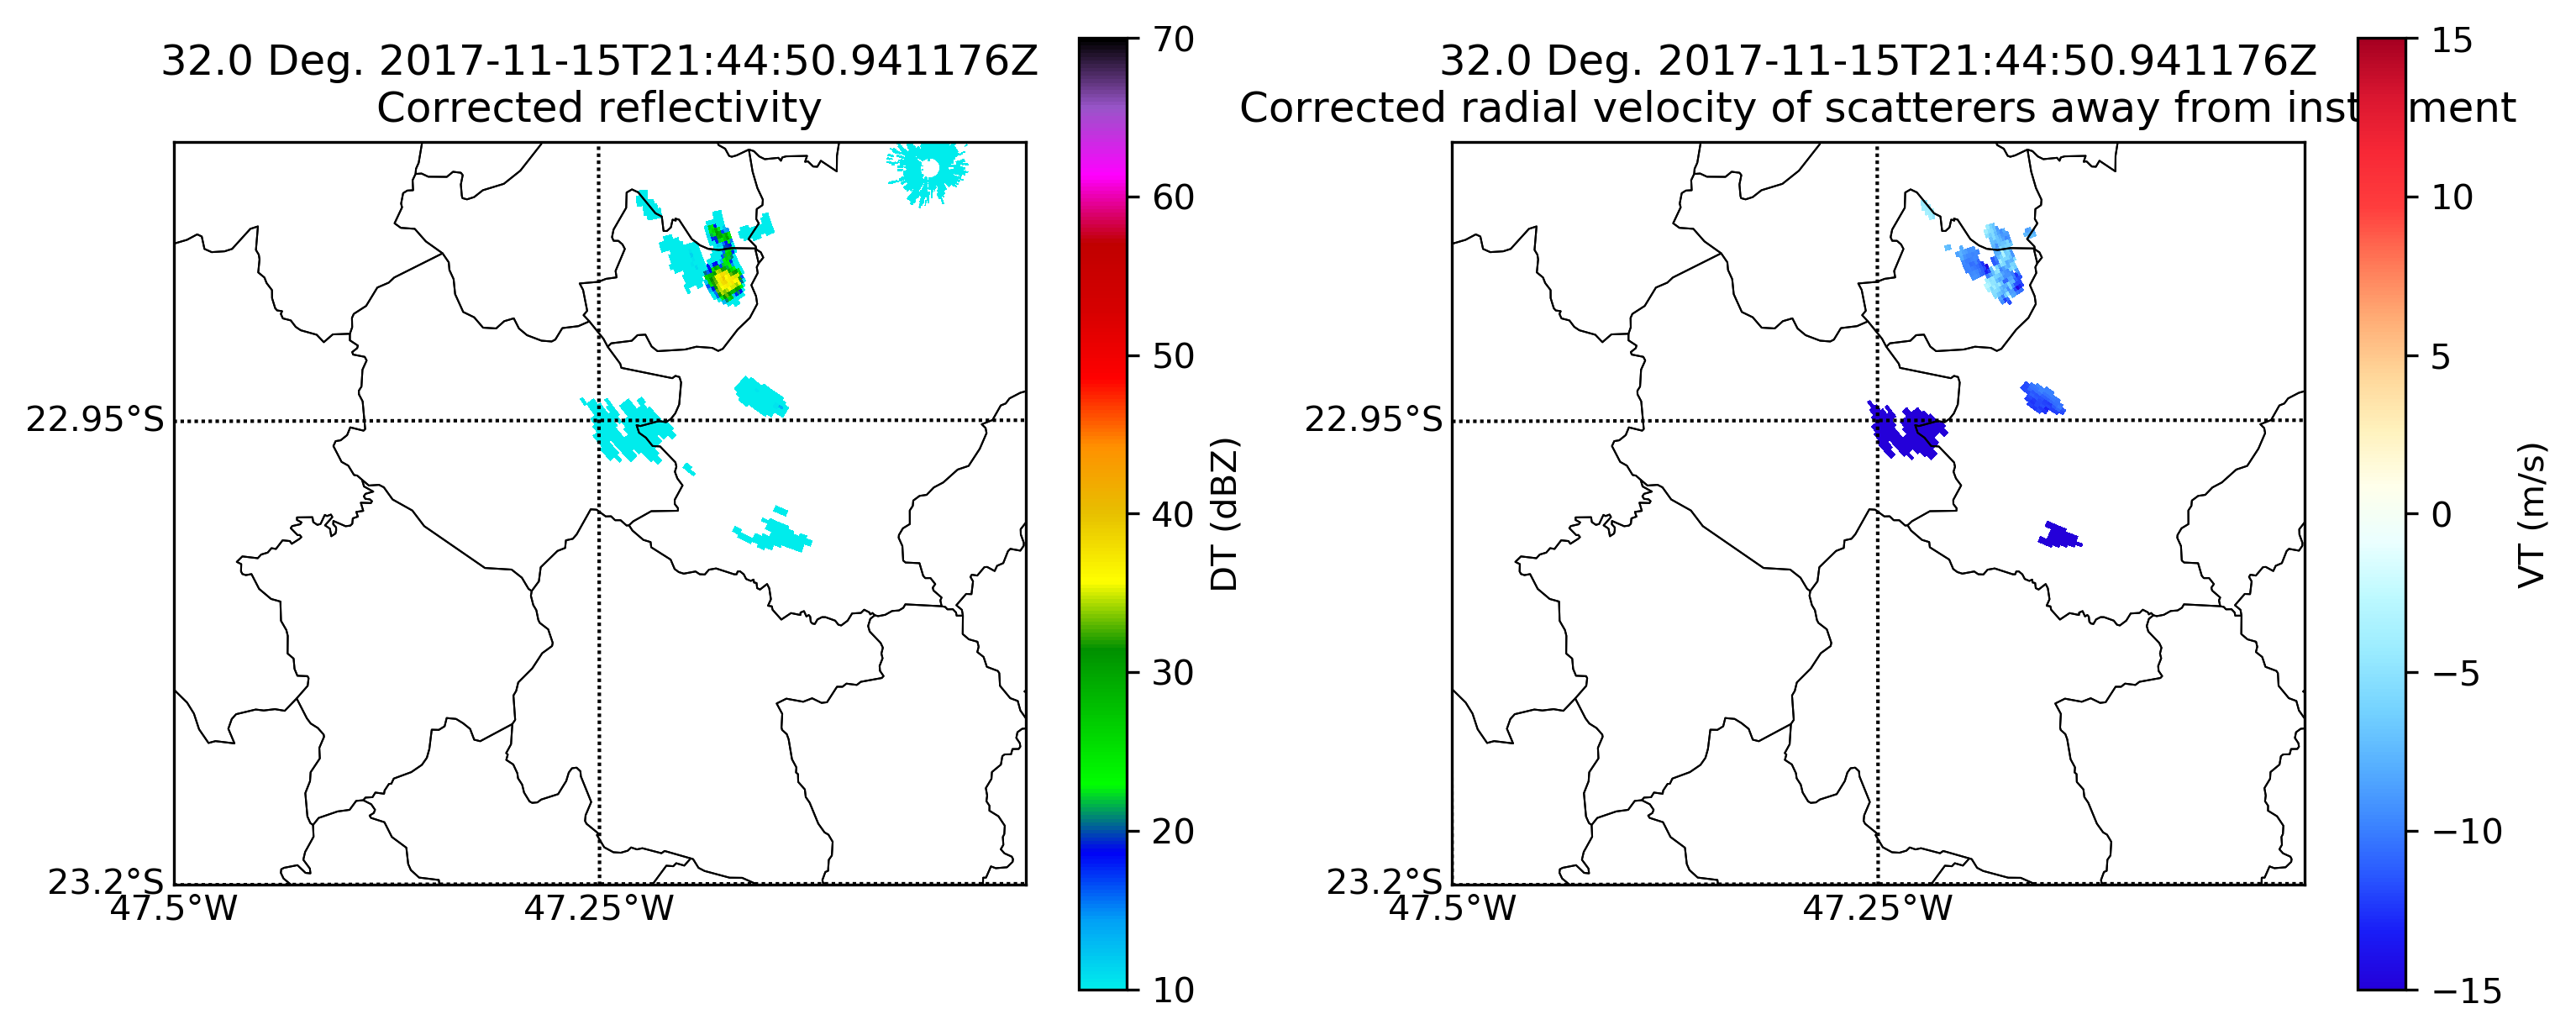 32.0 Deg. 2017-11-15T21:44:50.941176Z
Corrected reflectivity
22.95°S
23.2°S
47.5°W
47.25°W
70
60
50
40
30
20
10
DT (dBZ)
32.0 Deg. 2017-11-15T21:44:50.941176Z
Corrected radial velocity of scatterers away from inst ment
22.95°S
23.2°S
47.5°W
47.25°W
15
10
5
0
−5
−10
−15
VT (m/s)